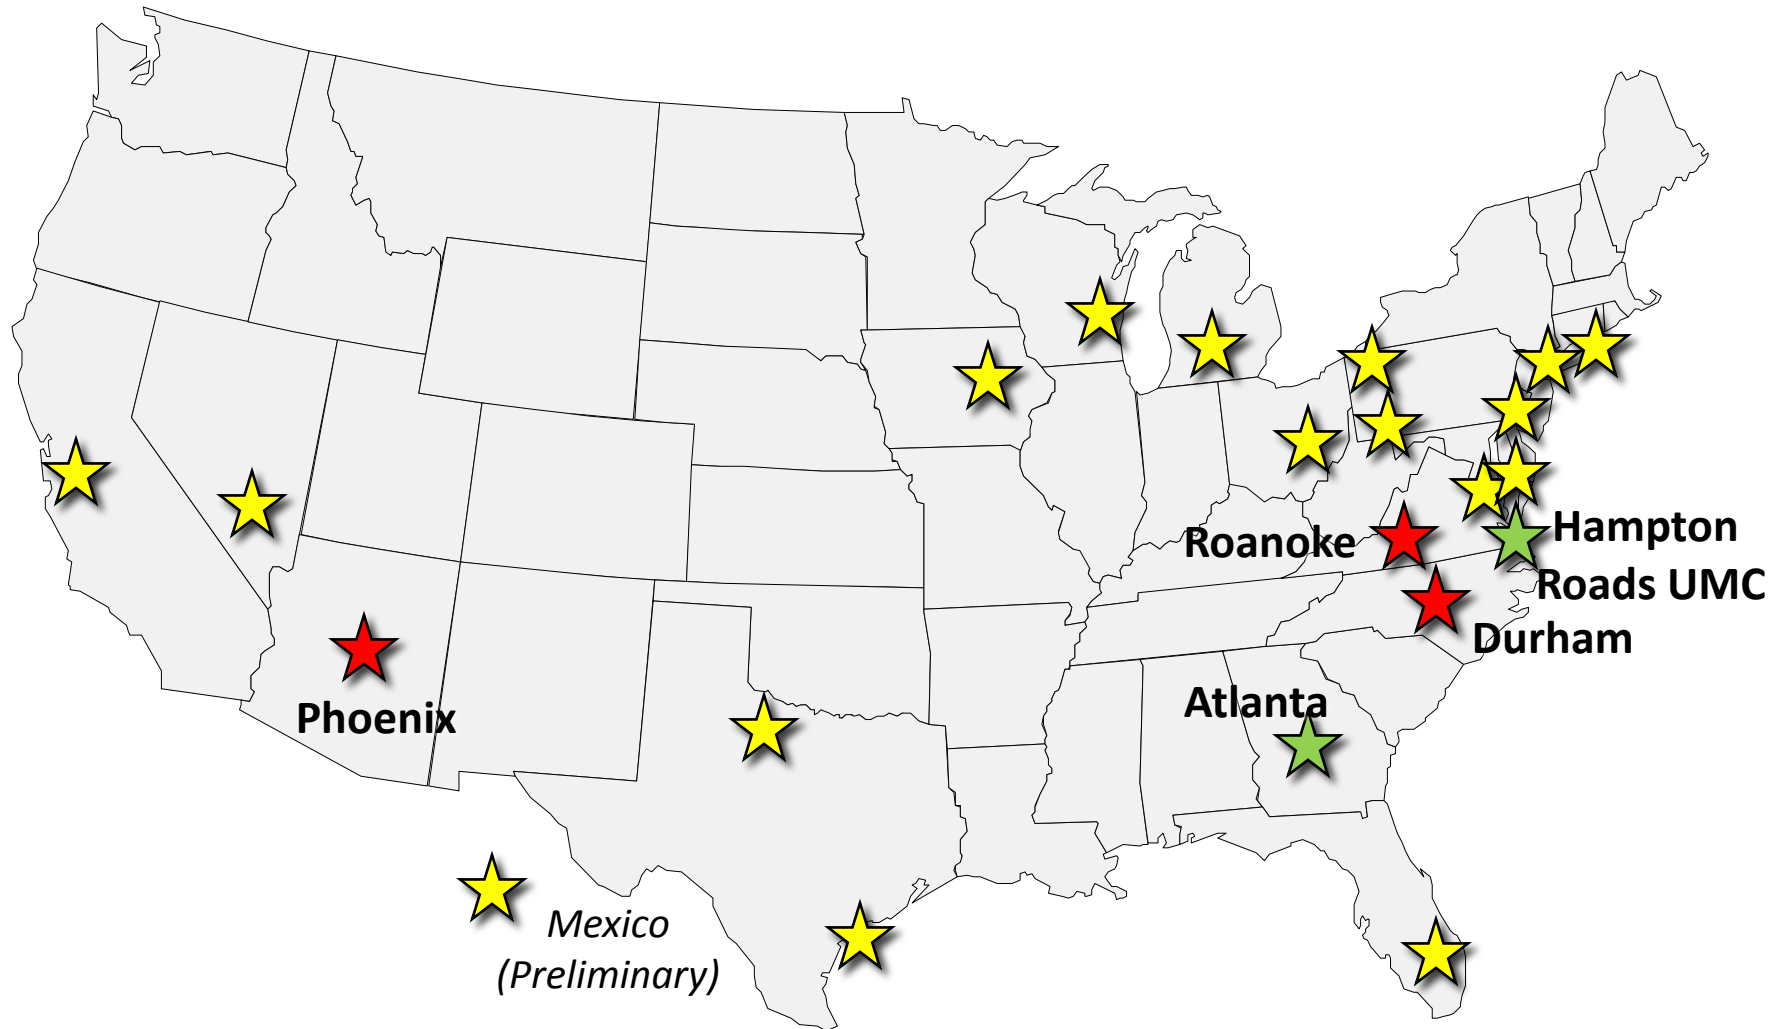 Roanoke
Hampton
Roads UMC
Durham
Phoenix
Atlanta
Mexico
(Preliminary)